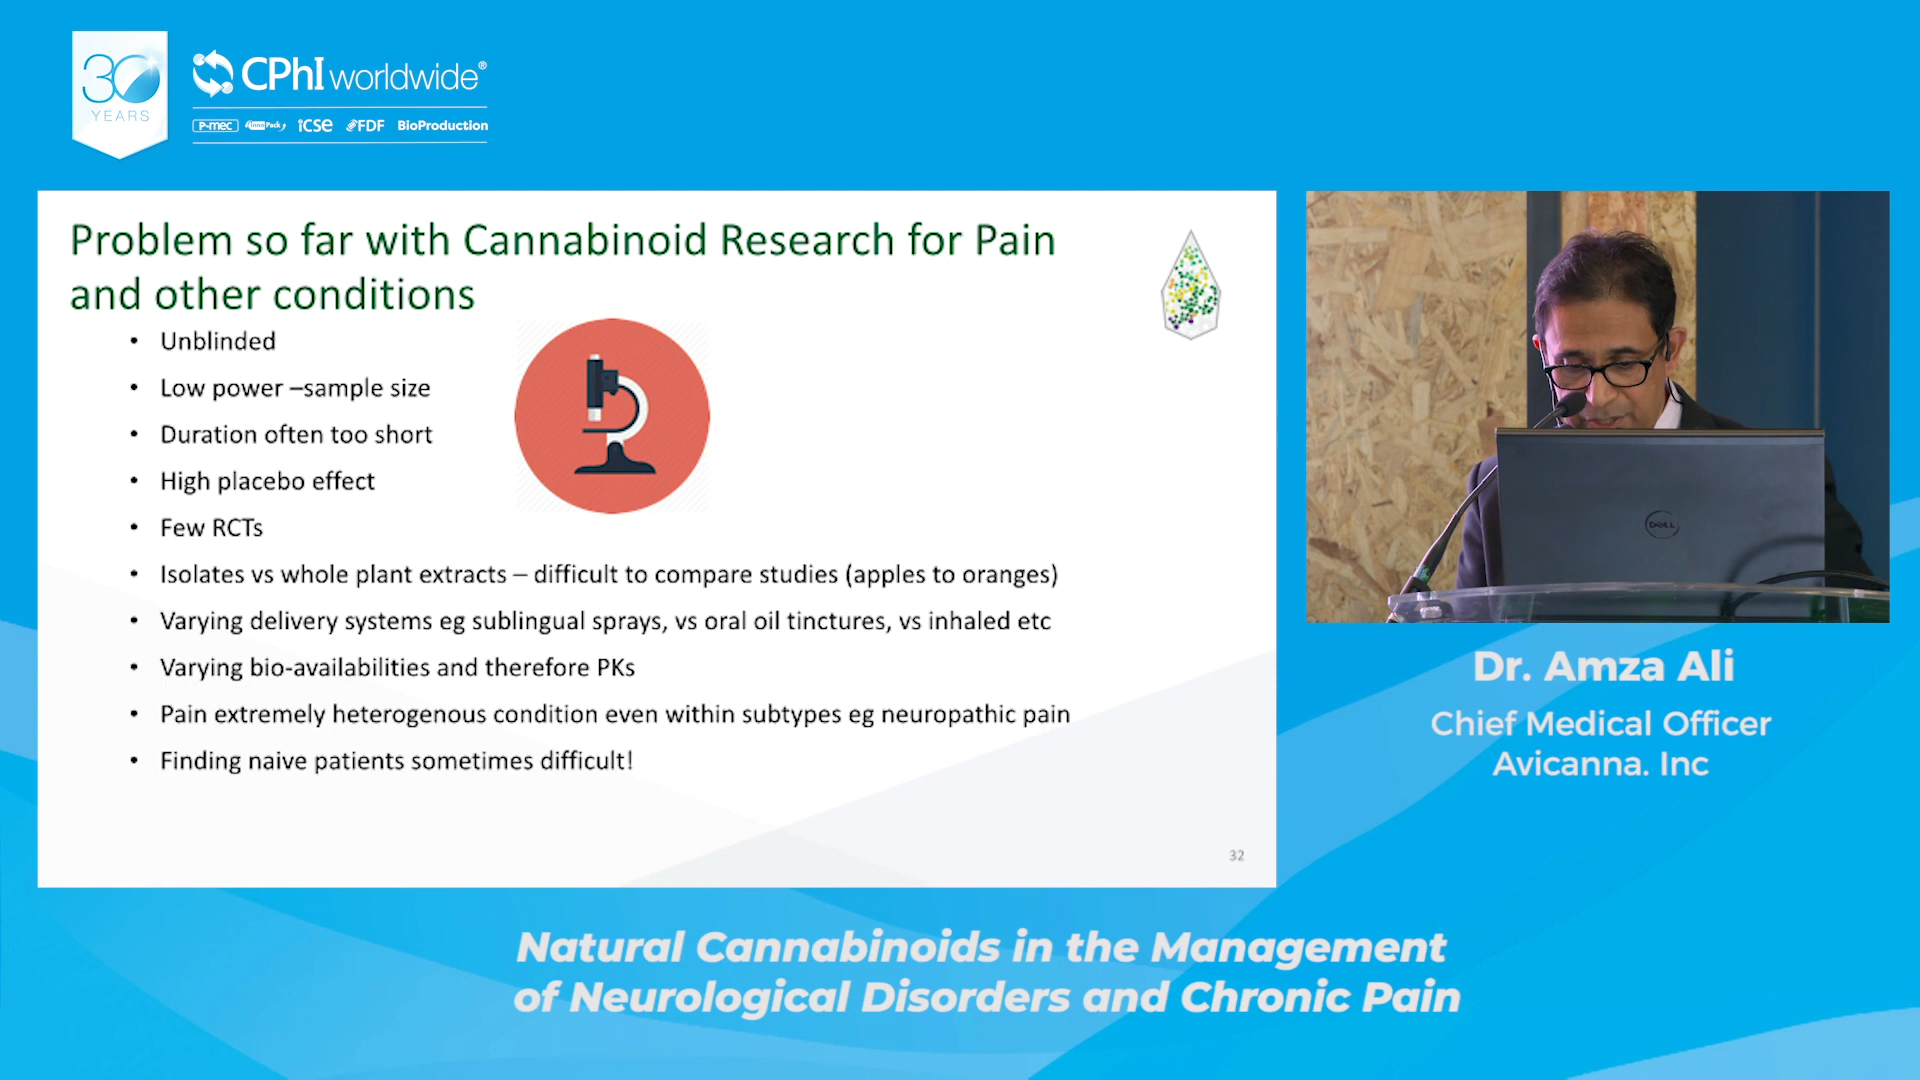 30
YEARS
CPhI worldwide®
P-mec InnoPack iCSE FDF BioProduction
Problem so far with Cannabinoid Research for Pain
and other conditions
• Unblinded
• Low power –sample size
• Duration often too short
• High placebo effect
• Few RCTs
• Isolates vs whole plant extracts – difficult to compare studies (apples to oranges)
• Varying delivery systems eg sublingual sprays, vs oral oil tinctures, vs inhaled etc
• Varying bio-availabilities and therefore PKs
• Pain extremely heterogenous condition even within subtypes eg neuropathic pain
• Finding naive patients sometimes difficult!
32
DELL
Dr. Amza Ali
Chief Medical Officer
Avicanna. Inc
Natural Cannabinoids in the Management
of Neurological Disorders and Chronic Pain